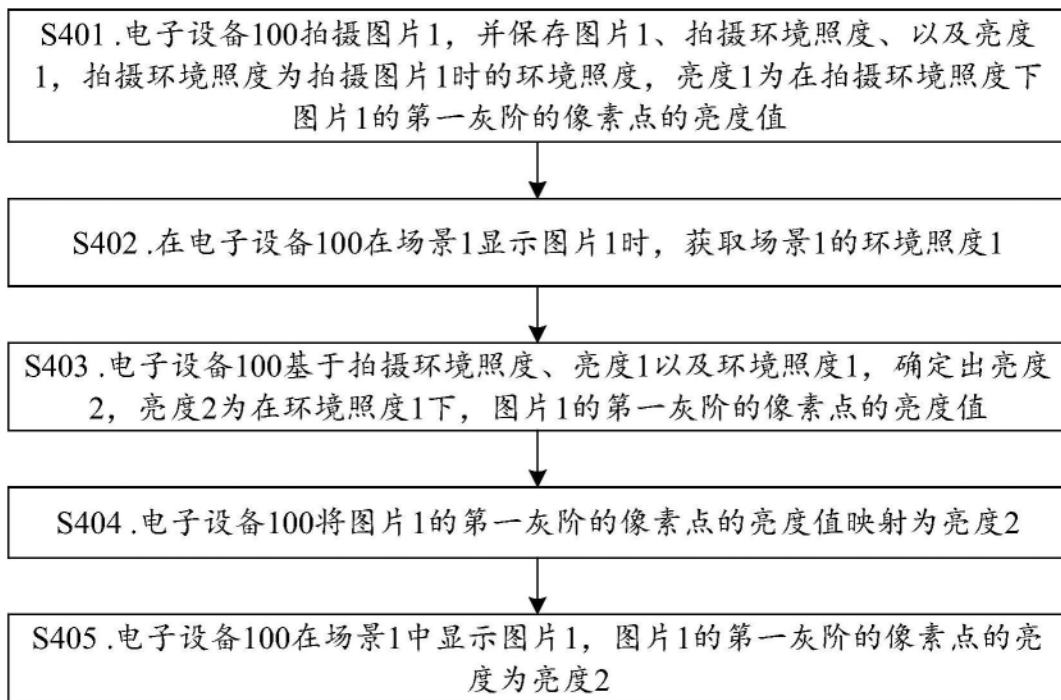 S401 .电子设备100拍摄图片1，并保存图片1、拍摄环境照度、以及亮度
1，拍摄环境照度为拍摄图片1时的环境照度，亮度1为在拍摄环境照度下
图片1的第一灰阶的像素点的亮度值
S402 .在电子设备100在场景1显示图片1时，获取场景1的环境照度1
S403 .电子设备100基于拍摄环境照度、亮度1以及环境照度1，确定出亮度
2，亮度2为在环境照度1下，图片1的第一灰阶的像素点的亮度值
S404 .电子设备100将图片1的第一灰阶的像素点的亮度值映射为亮度2
S405 .电子设备100在场景1中显示图片1，图片1的第一灰阶的像素点的亮
度为亮度2